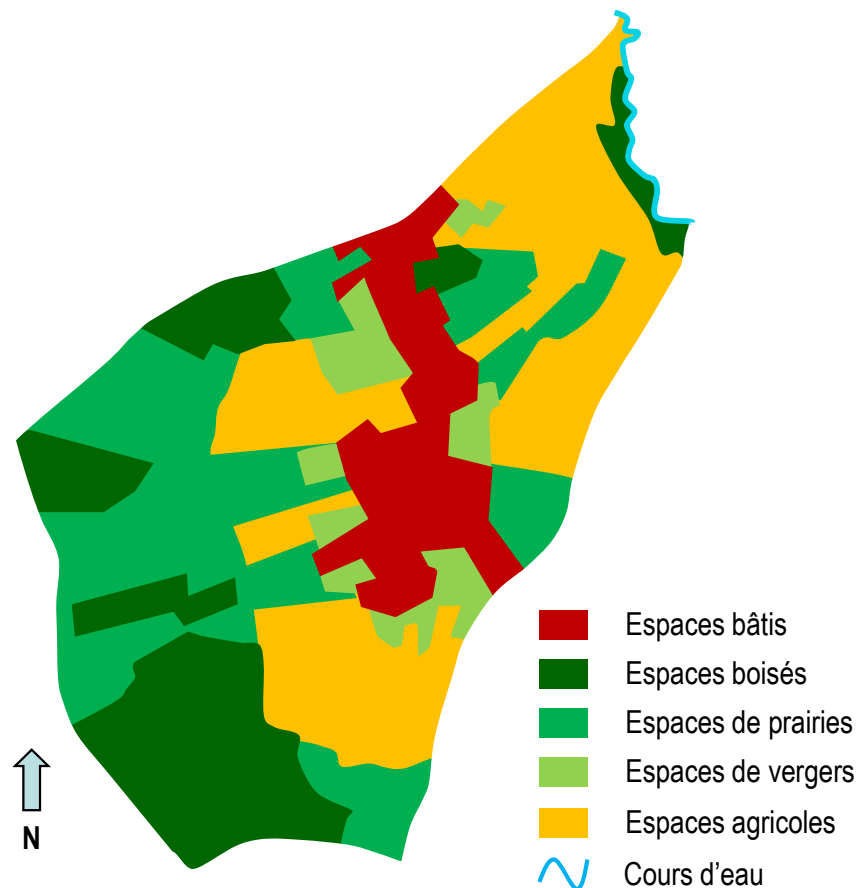 Espaces bâtis
Espaces boisés
Espaces de prairies
Espaces de vergers
Espaces agricoles
Cours d'eau
N